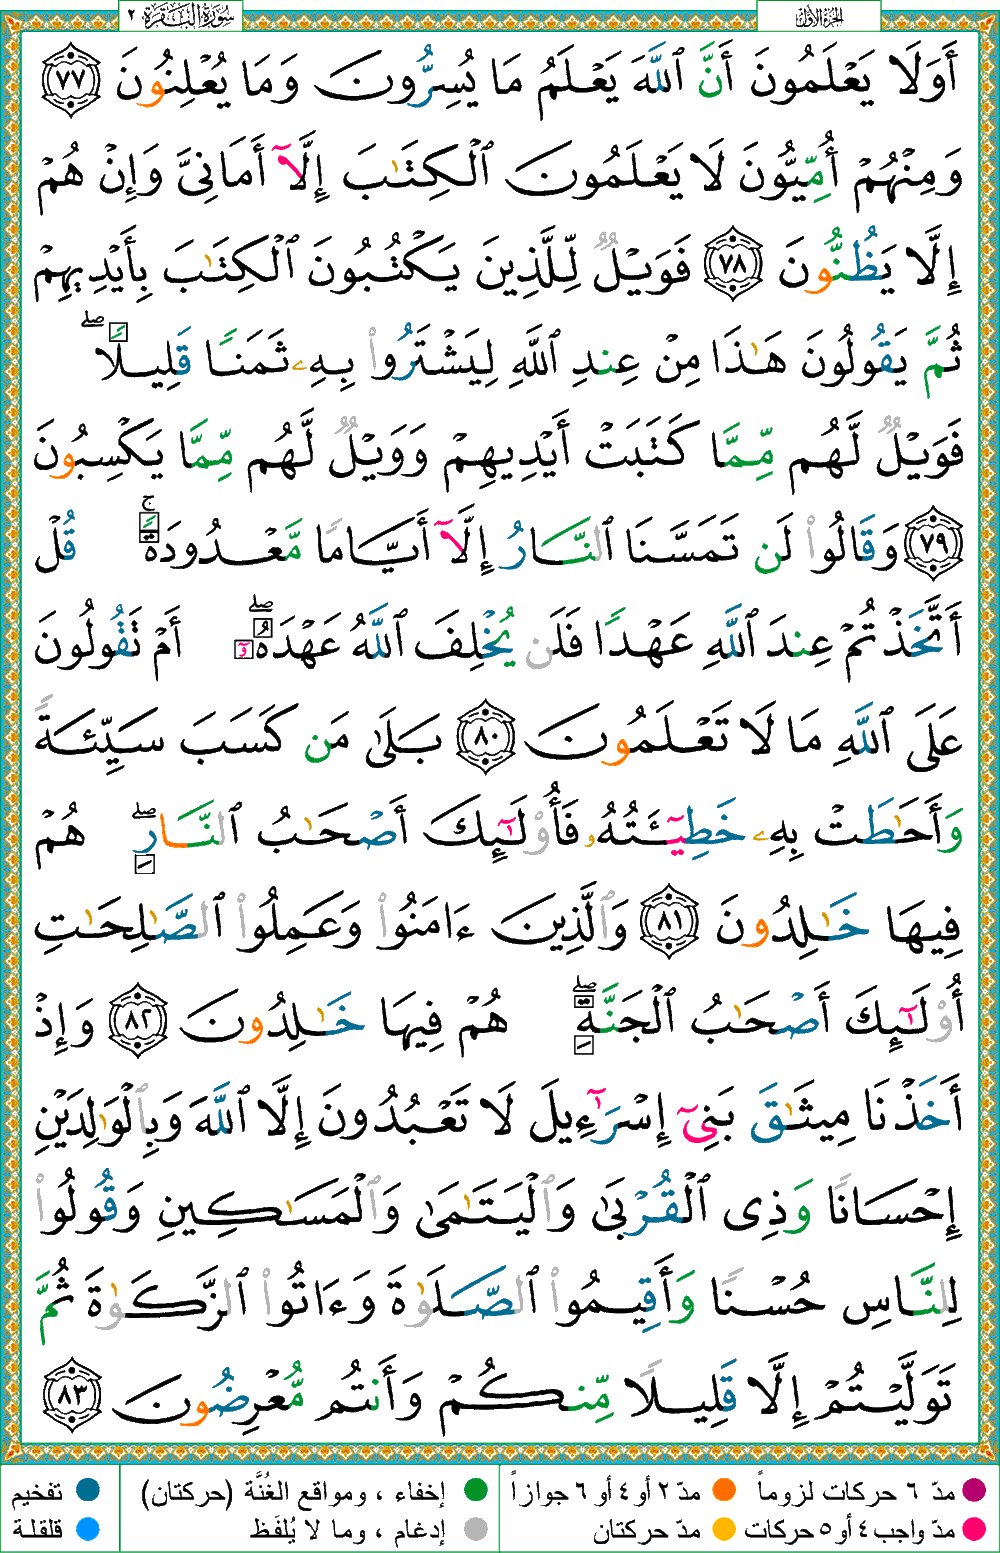 سُورَةُ البَقَرَةِ ٢
الجُزءُ الأوّل
أَوَلَا يَعْلَمُونَ أَنَّ ٱللَّهَ يَعْلَمُ مَا يُسِرُّونَ وَمَا يُعْلِنُونَ ٧٧
وَمِنْهُمْ أُمِّيُّونَ لَا يَعْلَمُونَ ٱلْكِتَٰبَ إِلَّآ أَمَانِىَّ وَإِنْ هُمْ
إِلَّا يَظُنُّونَ ٧٨ فَوَيْلٌ لِّلَّذِينَ يَكْتُبُونَ ٱلْكِتَٰبَ بِأَيْدِيهِمْ
ثُمَّ يَقُولُونَ هَٰذَا مِنْ عِندِ ٱللَّهِ لِيَشْتَرُوا۟ بِهِۦ ثَمَنًا قَلِيلًا ۖ
فَوَيْلٌ لَّهُم مِّمَّا كَتَبَتْ أَيْدِيهِمْ وَوَيْلٌ لَّهُم مِّمَّا يَكْسِبُونَ
٧٩ وَقَالُوا۟ لَن تَمَسَّنَا ٱلنَّارُ إِلَّآ أَيَّامًا مَّعْدُودَةً ۚ قُلْ
أَتَّخَذْتُمْ عِندَ ٱللَّهِ عَهْدًا فَلَن يُخْلِفَ ٱللَّهُ عَهْدَهُۥٓ ۖ أَمْ تَقُولُونَ
عَلَى ٱللَّهِ مَا لَا تَعْلَمُونَ ٨٠ بَلَىٰ مَن كَسَبَ سَيِّئَةً
وَأَحَٰطَتْ بِهِۦ خَطِيٓـَٔتُهُۥ فَأُو۟لَٰٓئِكَ أَصْحَٰبُ ٱلنَّارِ ۖ هُمْ
فِيهَا خَٰلِدُونَ ٨١ وَٱلَّذِينَ ءَامَنُوا۟ وَعَمِلُوا۟ ٱلصَّٰلِحَٰتِ
أُو۟لَٰٓئِكَ أَصْحَٰبُ ٱلْجَنَّةِ ۖ هُمْ فِيهَا خَٰلِدُونَ ٨٢ وَإِذْ
أَخَذْنَا مِيثَٰقَ بَنِىٓ إِسْرَٰٓءِيلَ لَا تَعْبُدُونَ إِلَّا ٱللَّهَ وَبِٱلْوَٰلِدَيْنِ
إِحْسَانًا وَذِى ٱلْقُرْبَىٰ وَٱلْيَتَٰمَىٰ وَٱلْمَسَٰكِينِ وَقُولُوا۟
لِلنَّاسِ حُسْنًا وَأَقِيمُوا۟ ٱلصَّلَوٰةَ وَءَاتُوا۟ ٱلزَّكَوٰةَ ثُمَّ
تَوَلَّيْتُمْ إِلَّا قَلِيلًا مِّنكُمْ وَأَنتُم مُّعْرِضُونَ ٨٣
مدّ ٦ حركات لزوماً مدّ ٢ أو ٤ أو ٦ جوازاً إخفاء ، ومواقع الغُنَّة (حركتان) تفخيم
مدّ واجب ٤ أو ٥ حركات مدّ حركتان إدغام ، وما لا يُلفَظ قلقلة